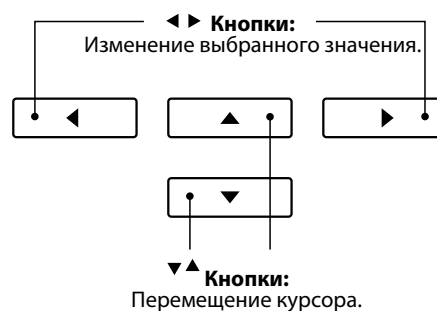 ◀ ▶ Кнопки:
Изменение выбранного значения.
◀
▲
▶
▼
▼▲ Кнопки:
Перемещение курсора.